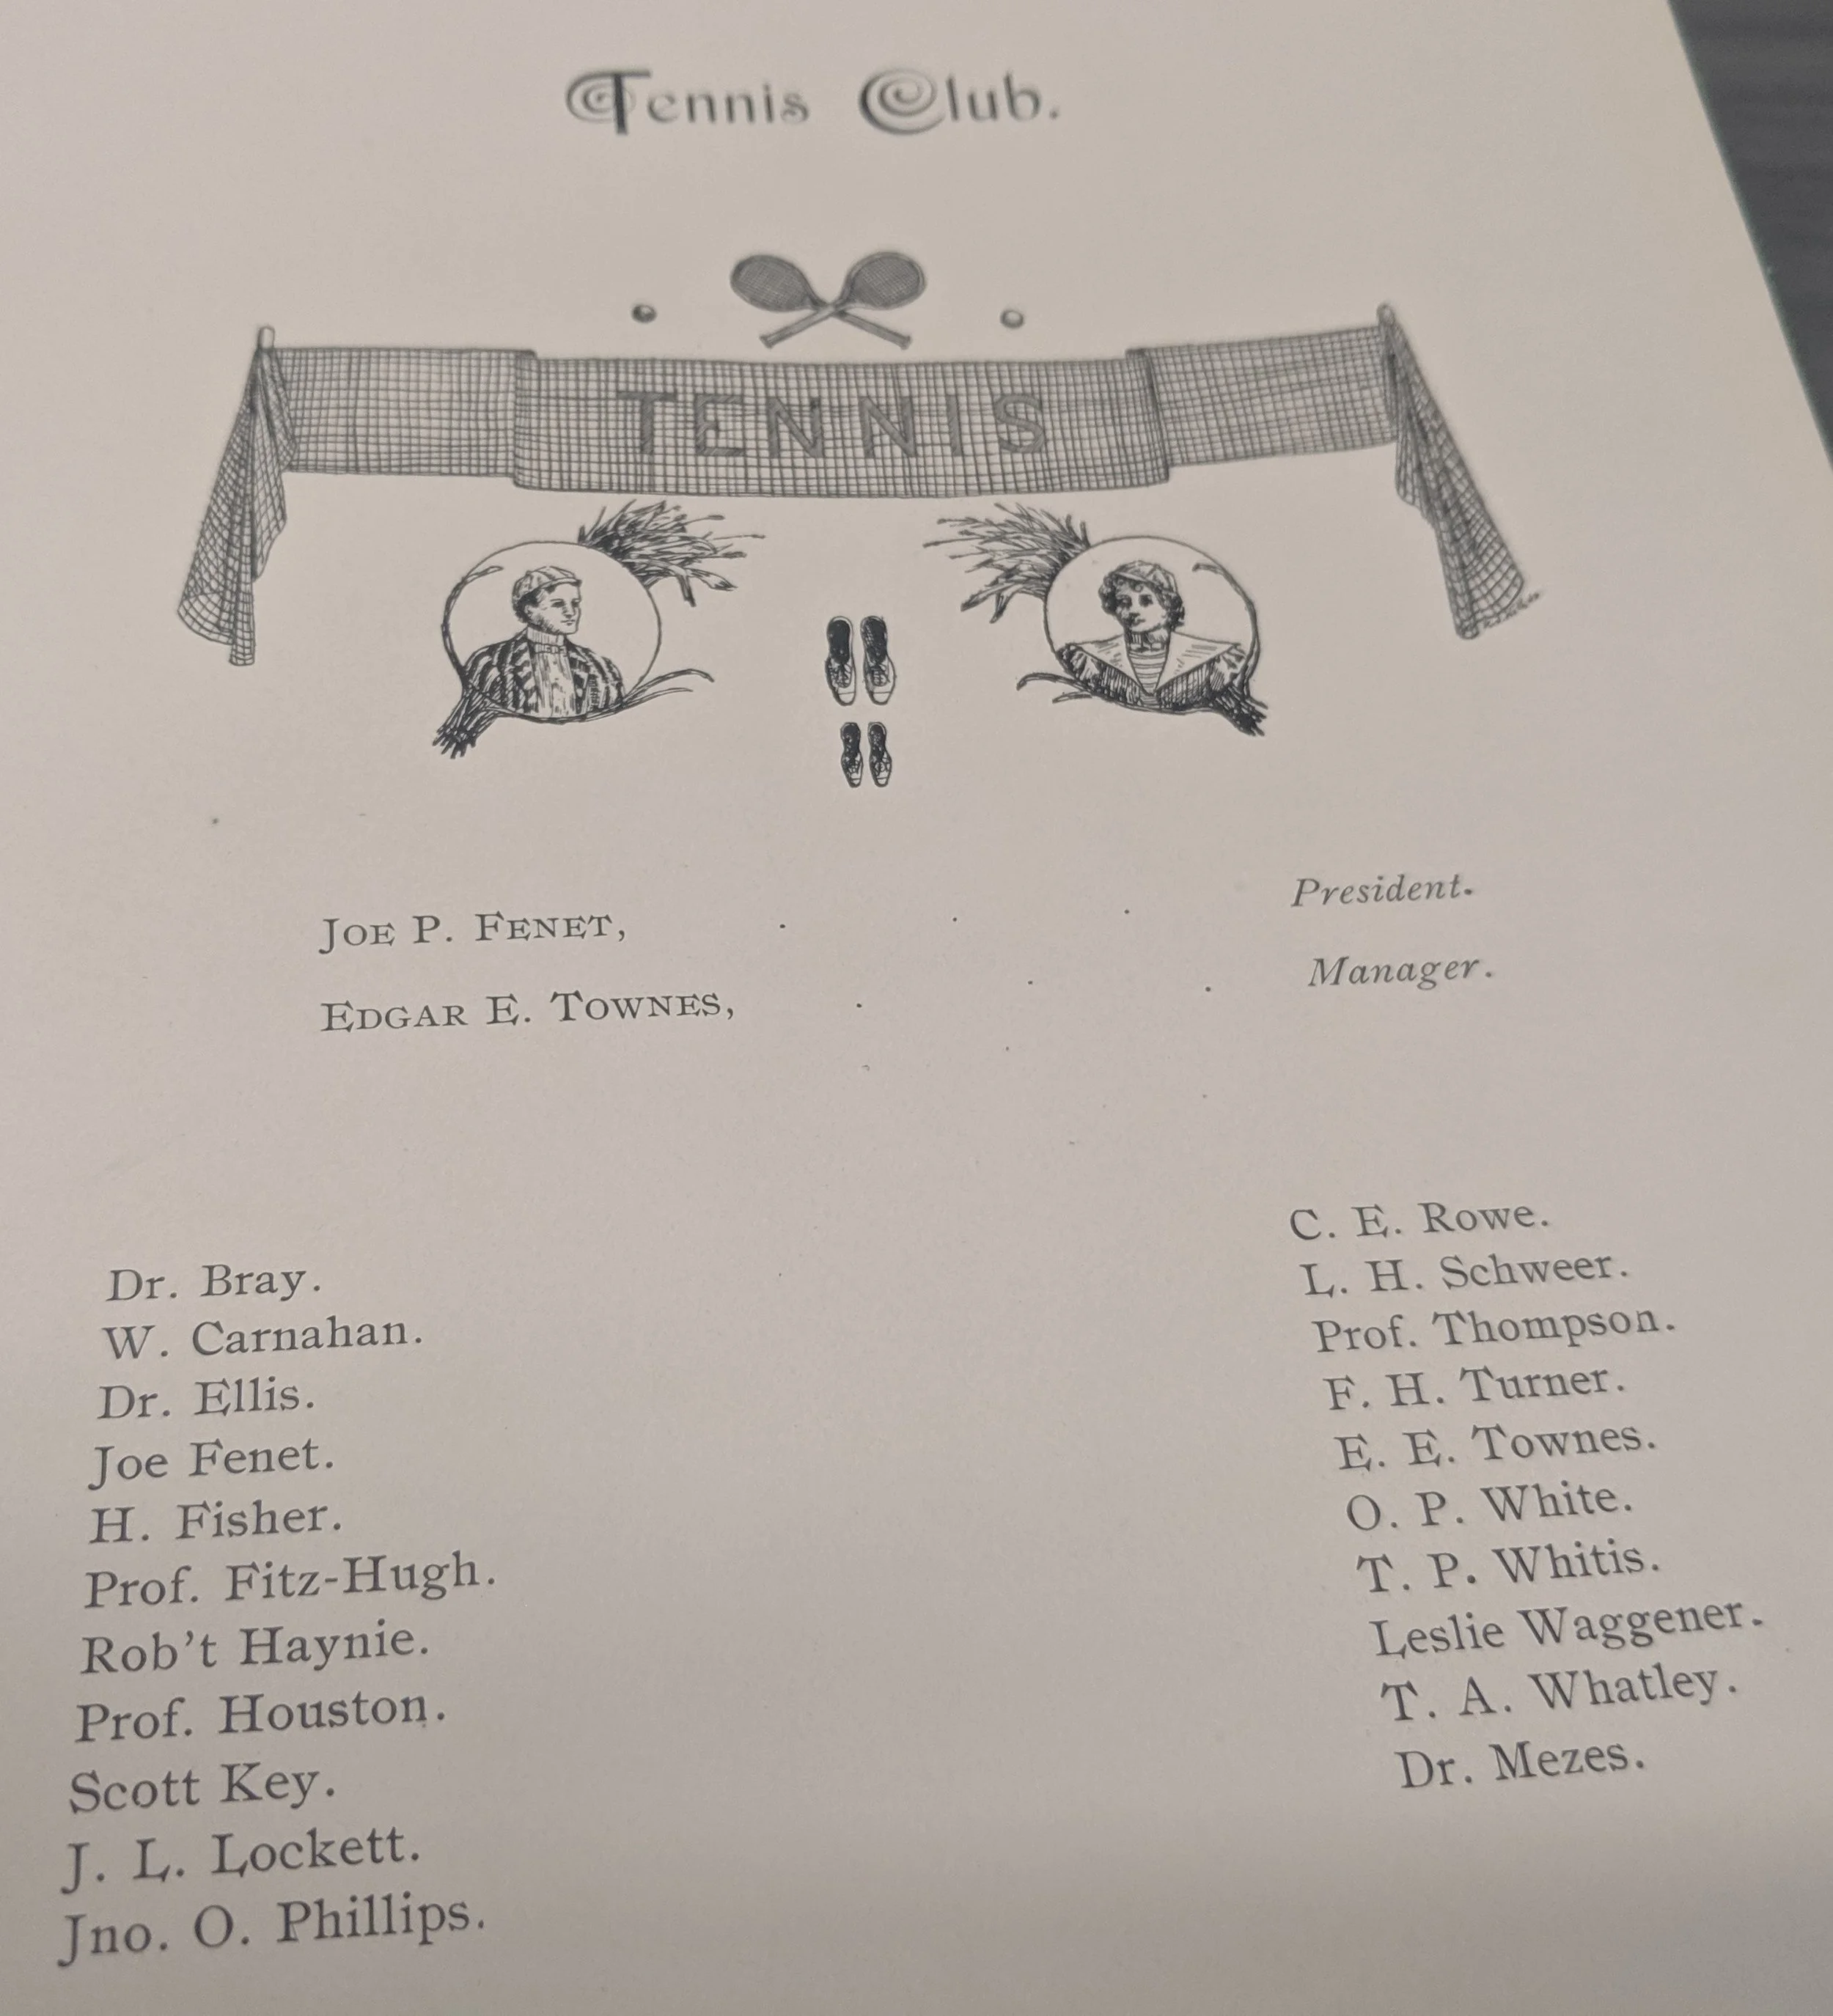 Tennis Club.
TENNIS
JOE P. FENET, . . . President.
EDGAR E. TOWNES, . . . Manager.
Dr. Bray.
W. Carnahan.
Dr. Ellis.
Joe Fenet.
H. Fisher.
Prof. Fitz-Hugh.
Rob't Haynie.
Prof. Houston.
Scott Key.
J. L. Lockett.
Jno. O. Phillips.
C. E. Rowe.
L. H. Schweer.
Prof. Thompson.
F. H. Turner.
E. E. Townes.
O. P. White.
T. P. Whitis.
Leslie Waggener.
T. A. Whatley.
Dr. Mezes.